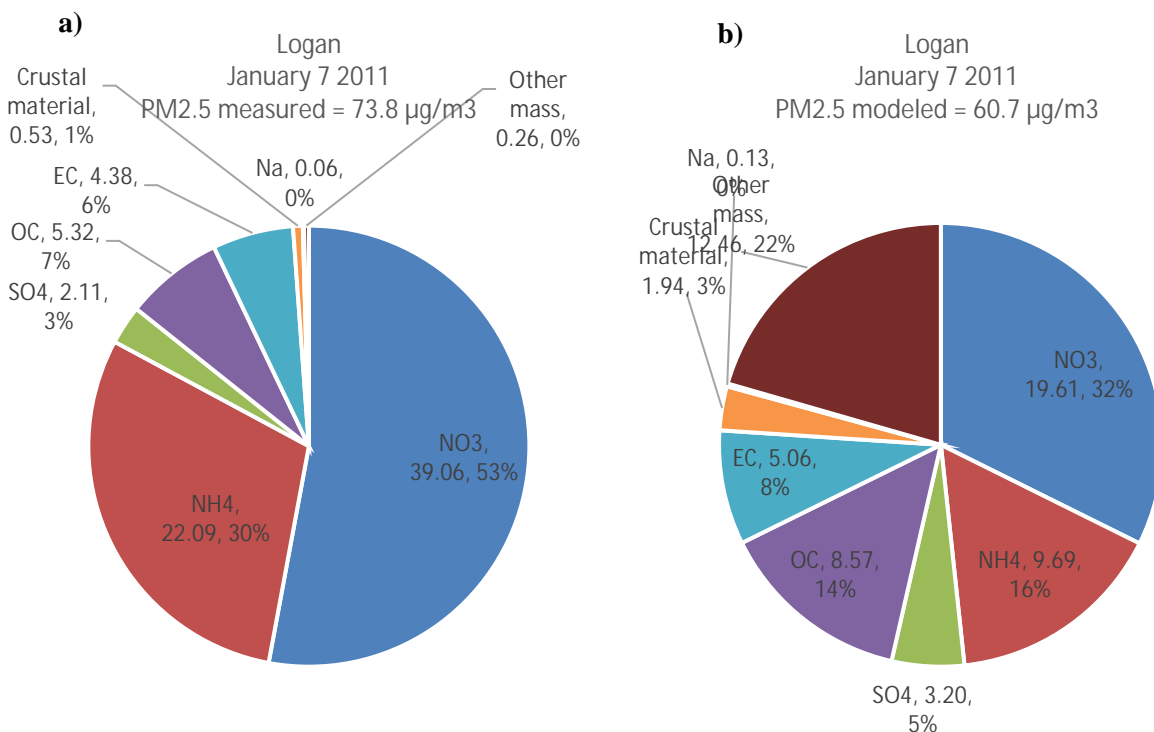 a)
Logan
January 7 2011
PM2.5 measured = 73.8 µg/m3
Crustal
material,
0.53, 1%
Other
mass,
0.26, 0%
Na, 0.06,
0%
EC, 4.38,
6%
OC, 5.32,
7%
SO4, 2.11,
3%
NO3,
39.06, 53%
NH4,
22.09, 30%
b)
Logan
January 7 2011
PM2.5 modeled = 60.7 µg/m3
Na, 0.13,
0%
Other
mass,
12.46, 22%
Crustal
material,
1.94, 3%
NO3,
19.61, 32%
EC, 5.06,
8%
OC, 8.57,
14%
NH4, 9.69,
16%
SO4, 3.20,
5%